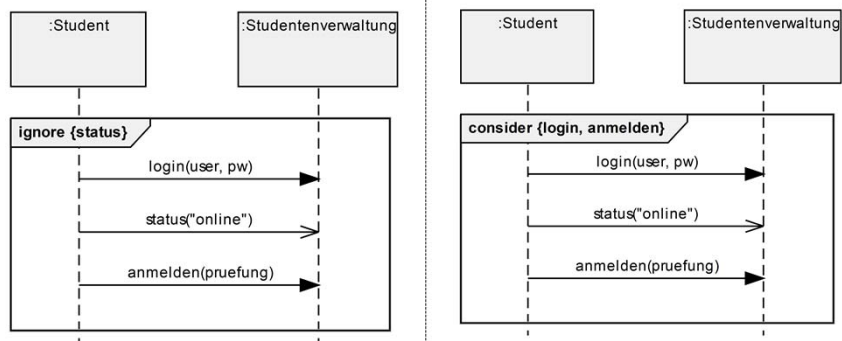 :Student
:Studentenverwaltung
ignore {status}
login(user, pw)
status("online")
anmelden(pruefung)
:Student
:Studentenverwaltung
consider {login, anmelden}
login(user, pw)
status("online")
anmelden(pruefung)